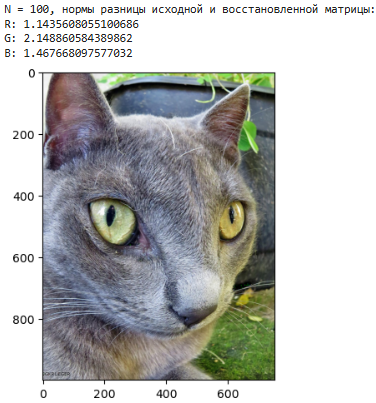 N = 100, нормы разницы исходной и восстановленной матрицы:
R: 1.1435608055100686
G: 2.148860584389862
B: 1.467668097577032
0
200
400
600
800
0 200 400 600